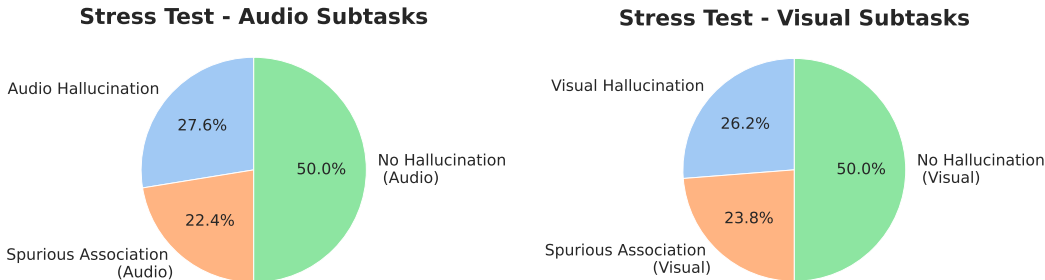 Stress Test - Audio Subtasks
Audio Hallucination
27.6%
50.0%
No Hallucination
(Audio)
22.4%
Spurious Association
(Audio)
Stress Test - Visual Subtasks
Visual Hallucination
26.2%
50.0%
No Hallucination
(Visual)
23.8%
Spurious Association
(Visual)